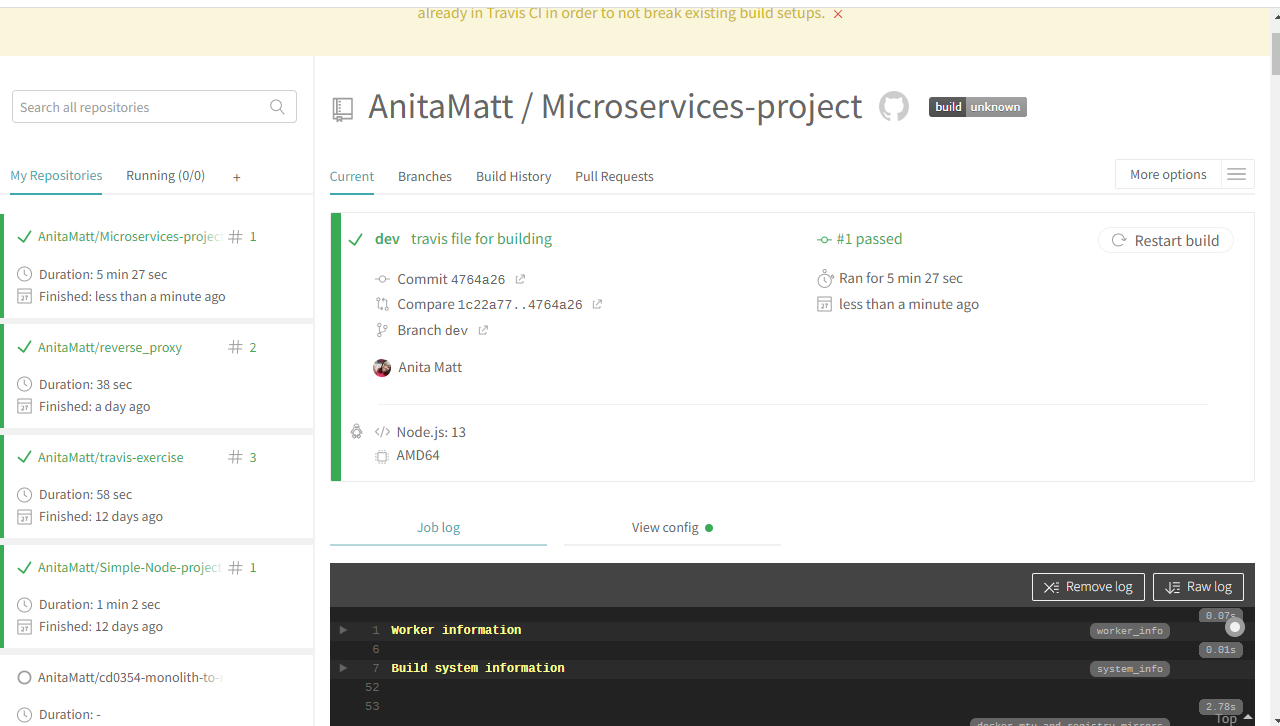 already in Travis CI in order to not break existing build setups. ×
Search all repositories
My Repositories Running (0/0) +
AnitaMatt/Microservices-projec # 1
Duration: 5 min 27 sec
Finished: less than a minute ago
AnitaMatt/reverse_proxy # 2
Duration: 38 sec
Finished: a day ago
AnitaMatt/travis-exercise # 3
Duration: 58 sec
Finished: 12 days ago
AnitaMatt/Simple-Node-project # 1
Duration: 1 min 2 sec
Finished: 12 days ago
AnitaMatt/cd0354-monolith-to-
Duration: -
AnitaMatt / Microservices-project build unknown
Current Branches Build History Pull Requests More options
dev travis file for building
Commit 4764a26
Compare 1c22a77..4764a26
Branch dev
Anita Matt
#1 passed
Ran for 5 min 27 sec
less than a minute ago
Restart build
</> Node.js: 13
AMD64
Job log View config
Remove log Raw log
0.07s
1 Worker information worker_info
6 0.01s
7 Build system information system_info
52
53 2.78s
docker_mtu_and_registry_mirrors
Top